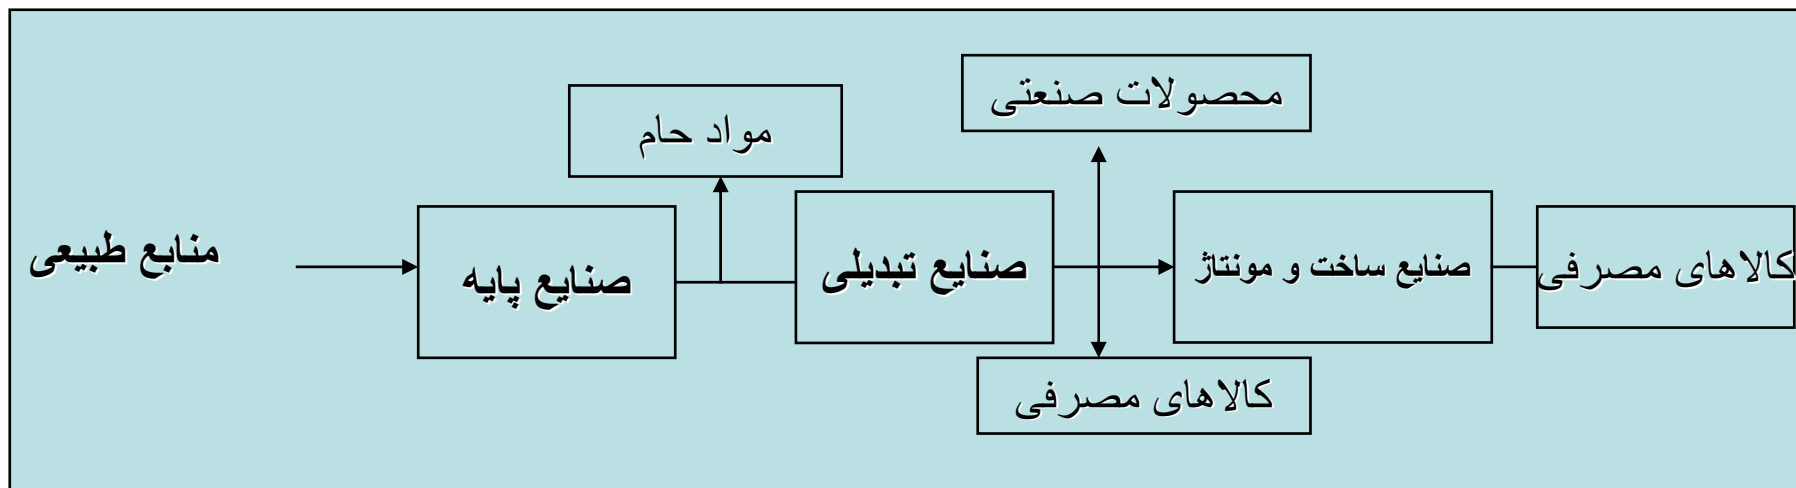 منابع طبیعی
صنایع پایه
مواد حام
صنایع تبدیلی
محصولات صنعتی
کالاهای مصرفی
صنایع ساخت و مونتاژ
کالاهای مصرفی